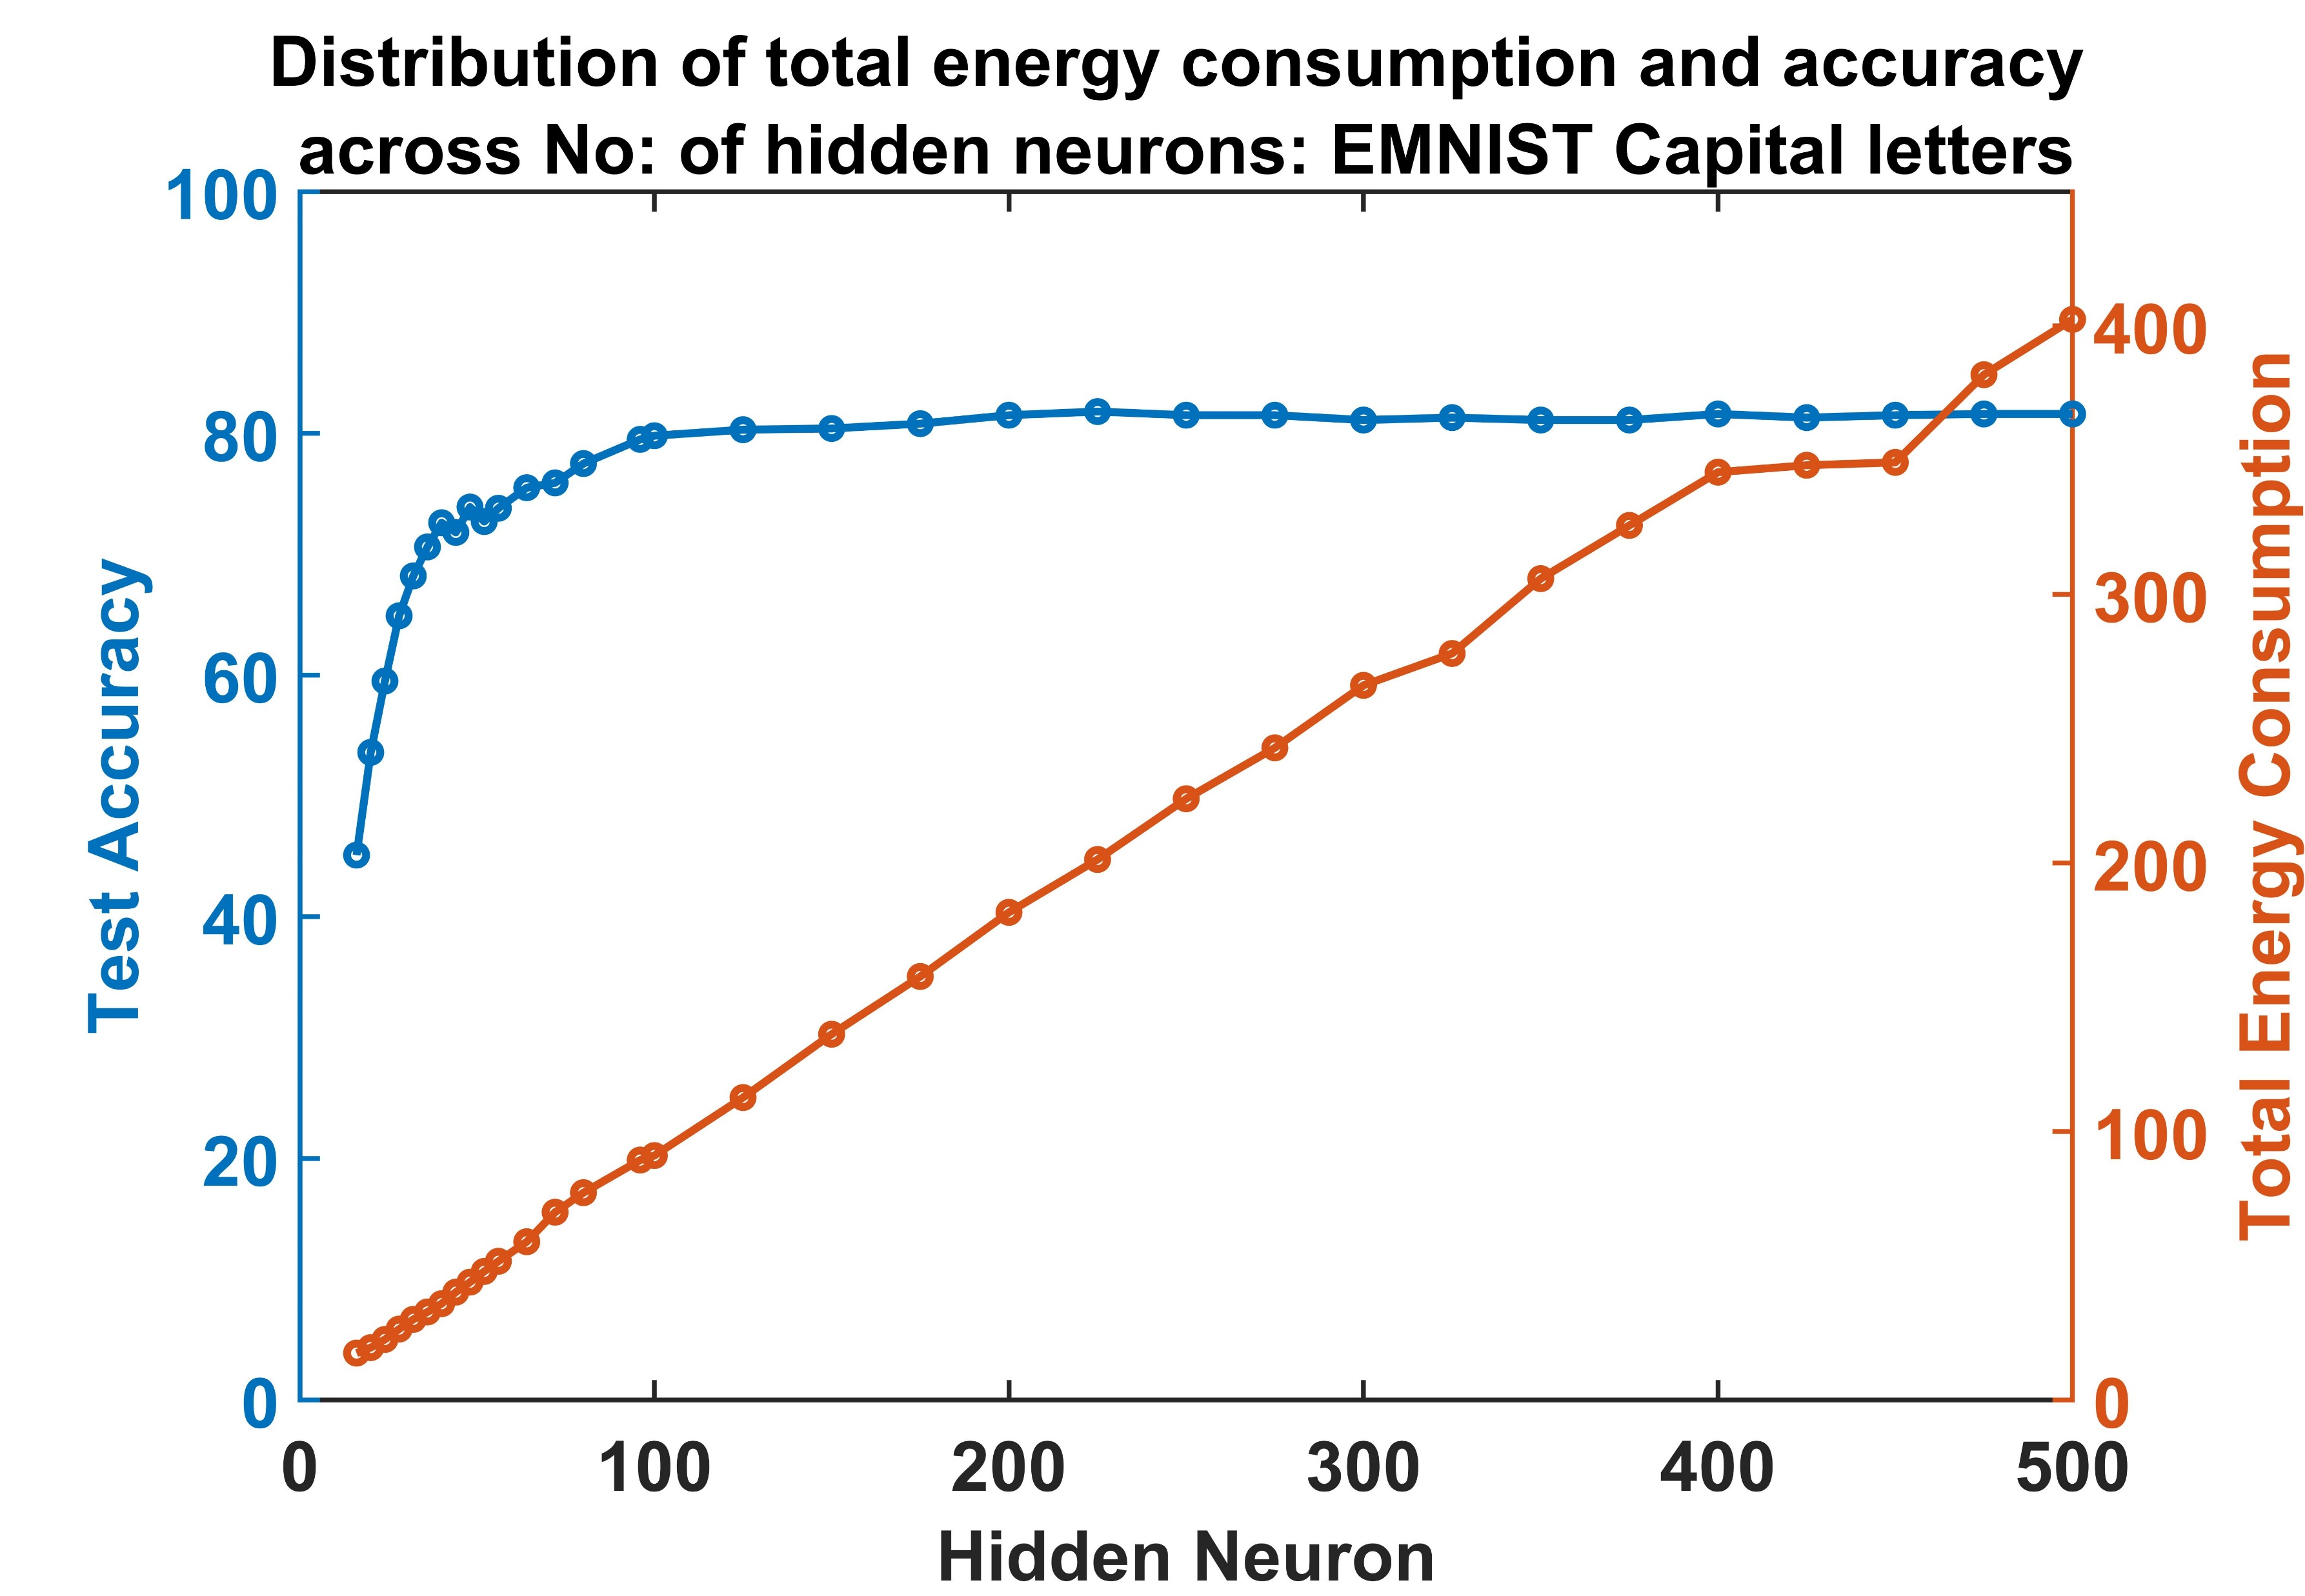 Distribution of total energy consumption and accuracy
across No: of hidden neurons: EMNIST Capital letters
100
80
60
40
20
0
Test Accuracy
400
300
200
100
0
Total Energy Consumption
0 100 200 300 400 500
Hidden Neuron